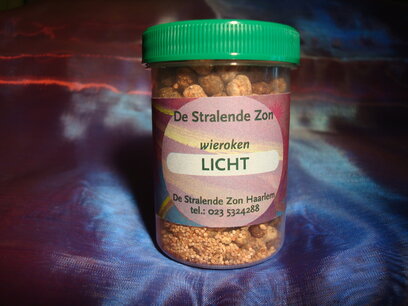 De Stralende Zon
wieroken
LICHT
De Stralende Zon Haarlem
tel.: 023 5324288